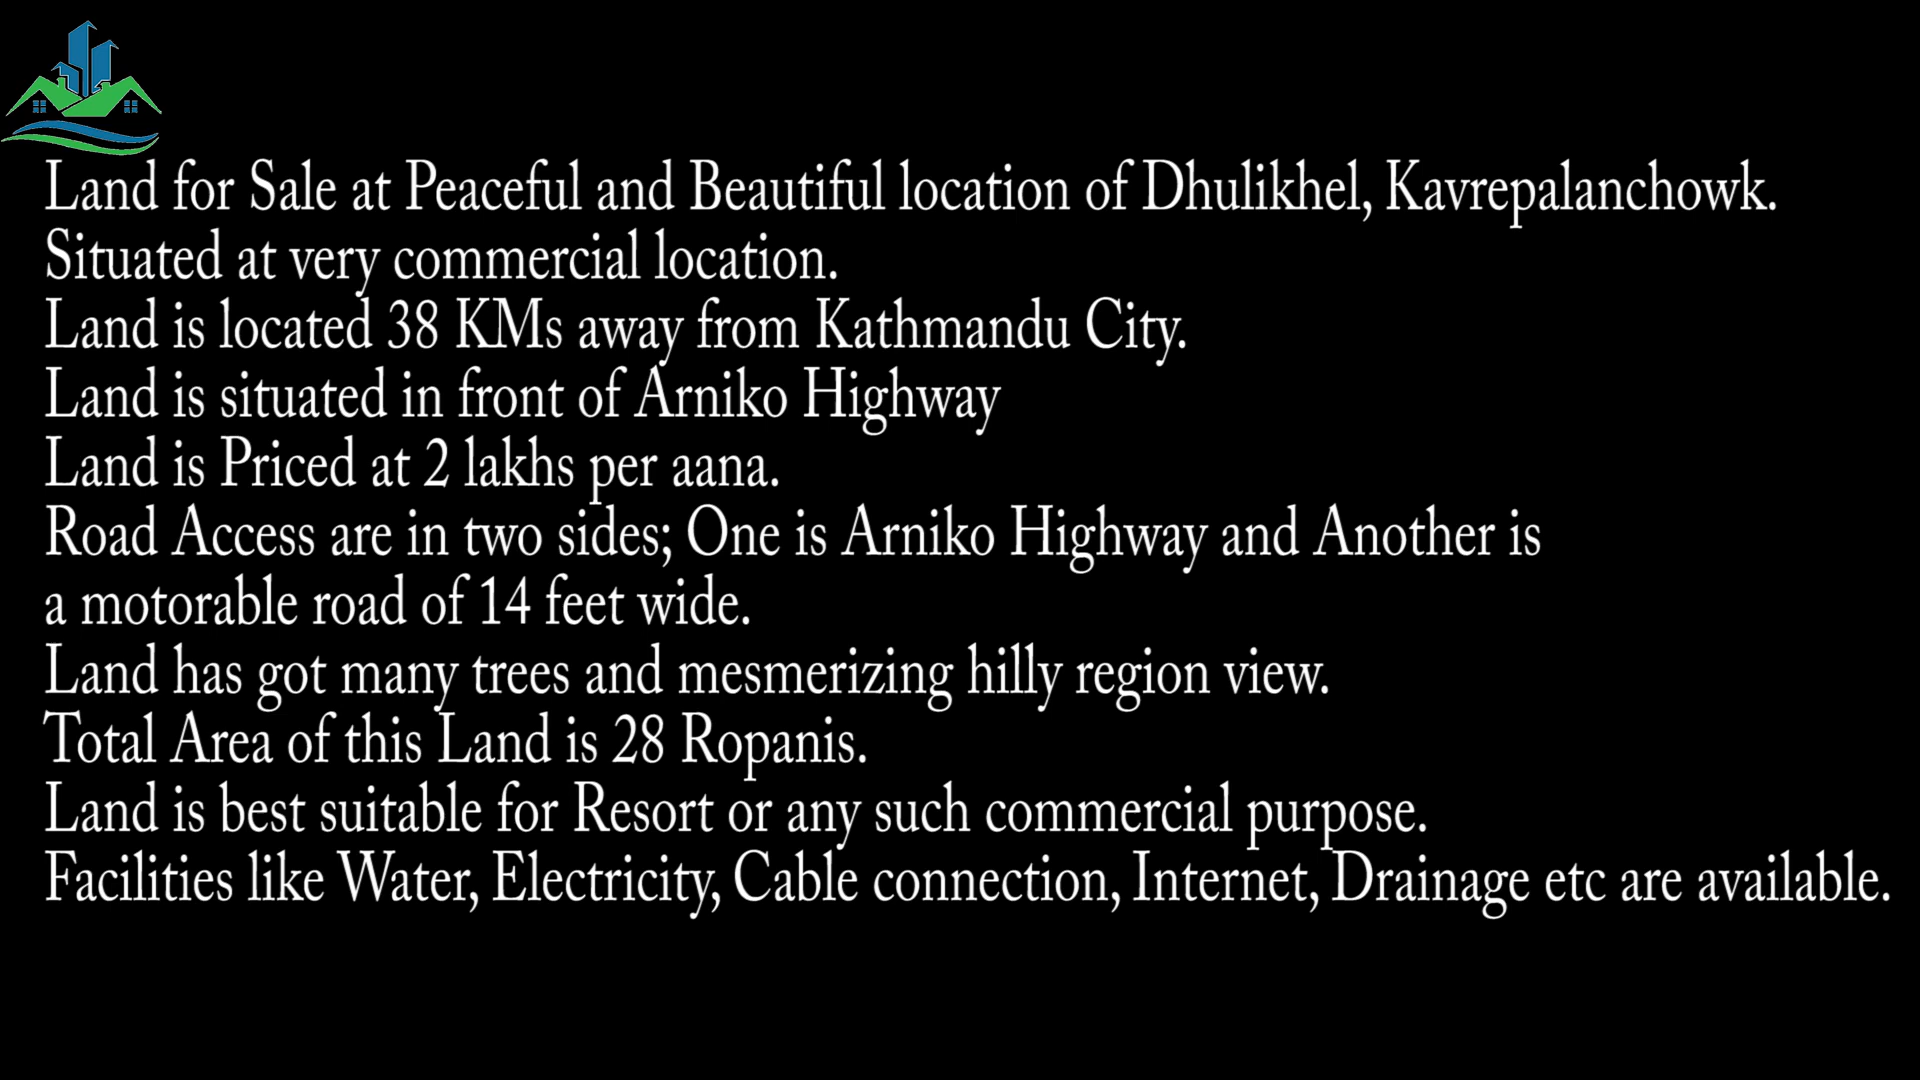 Land for Sale at Peaceful and Beautiful location of Dhulikhel, Kavrepalanchowk.
Situated at very commercial location.
Land is located 38 KMs away from Kathmandu City.
Land is situated in front of Arniko Highway
Land is Priced at 2 lakhs per aana.
Road Access are in two sides; One is Arniko Highway and Another is
a motorable road of 14 feet wide.
Land has got many trees and mesmerizing hilly region view.
Total Area of this Land is 28 Ropanis.
Land is best suitable for Resort or any such commercial purpose.
Facilities like Water, Electricity, Cable connection, Internet, Drainage etc are available.